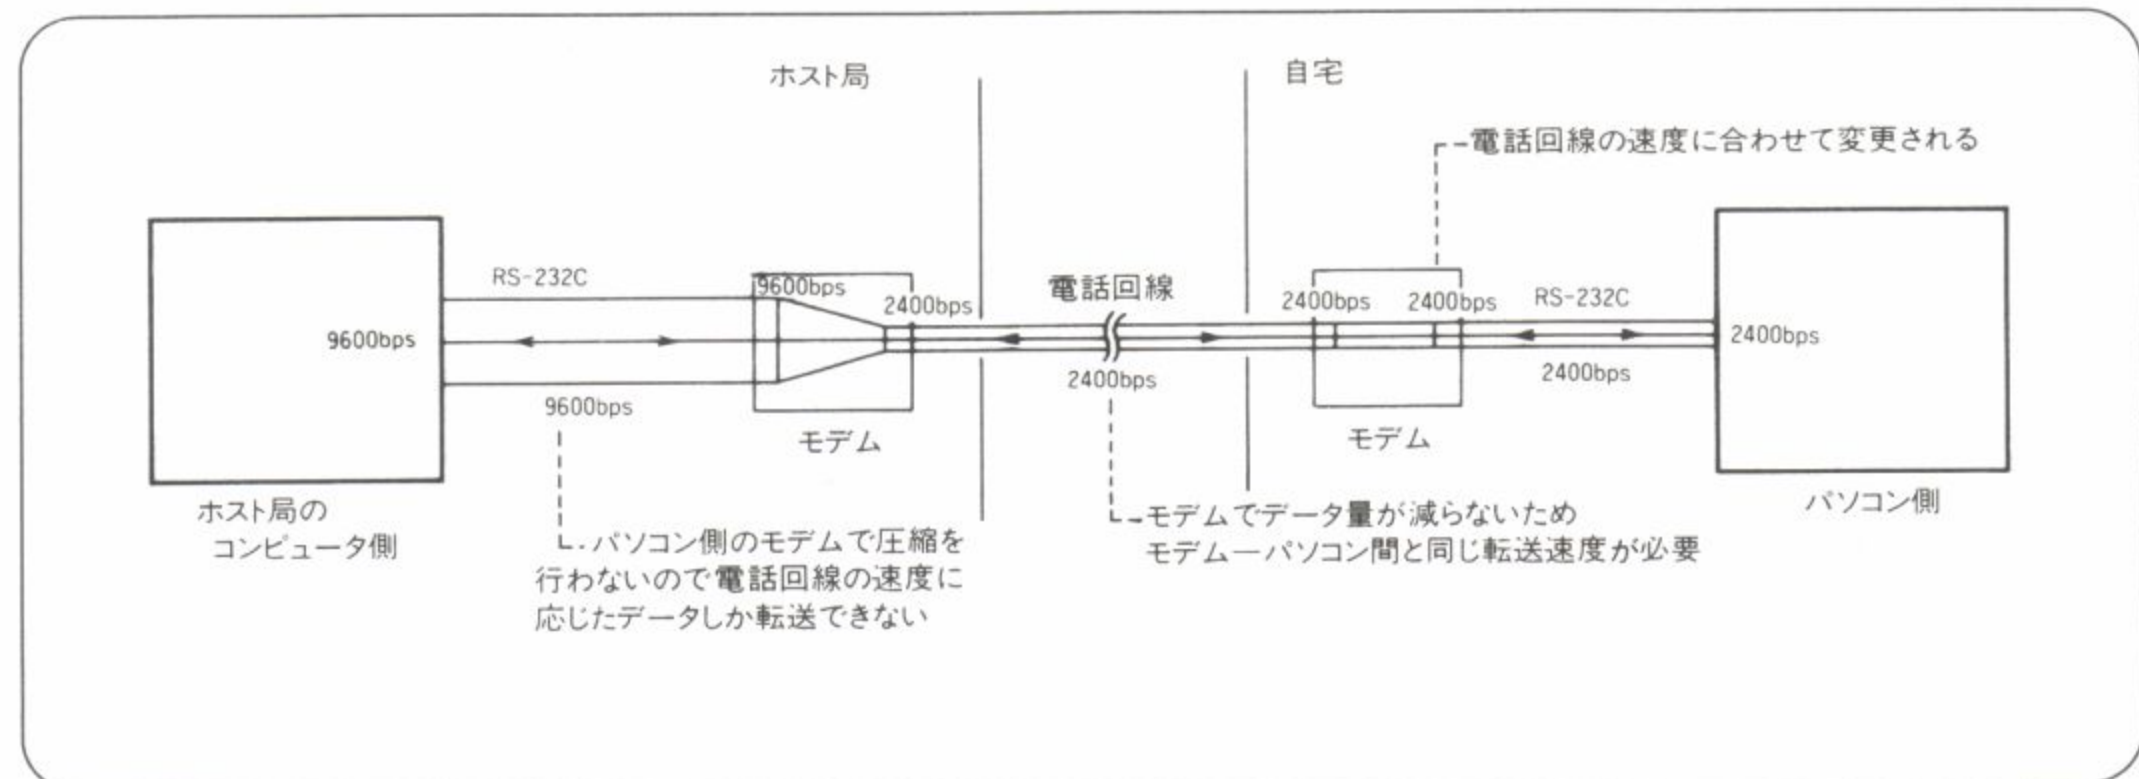 ホスト局
自宅
電話回線の速度に合わせて変更される
RS-232C
9600bps
2400bps
電話回線
2400bps
2400bps
RS-232C
9600bps
2400bps
9600bps
2400bps
2400bps
モデム
モデム
ホスト局の
コンピュータ側
パソコン側
パソコン側のモデムで圧縮を
行わないので電話回線の速度に
応じたデータしか転送できない
モデムでデータ量が減らないため
モデム―パソコン間と同じ転送速度が必要